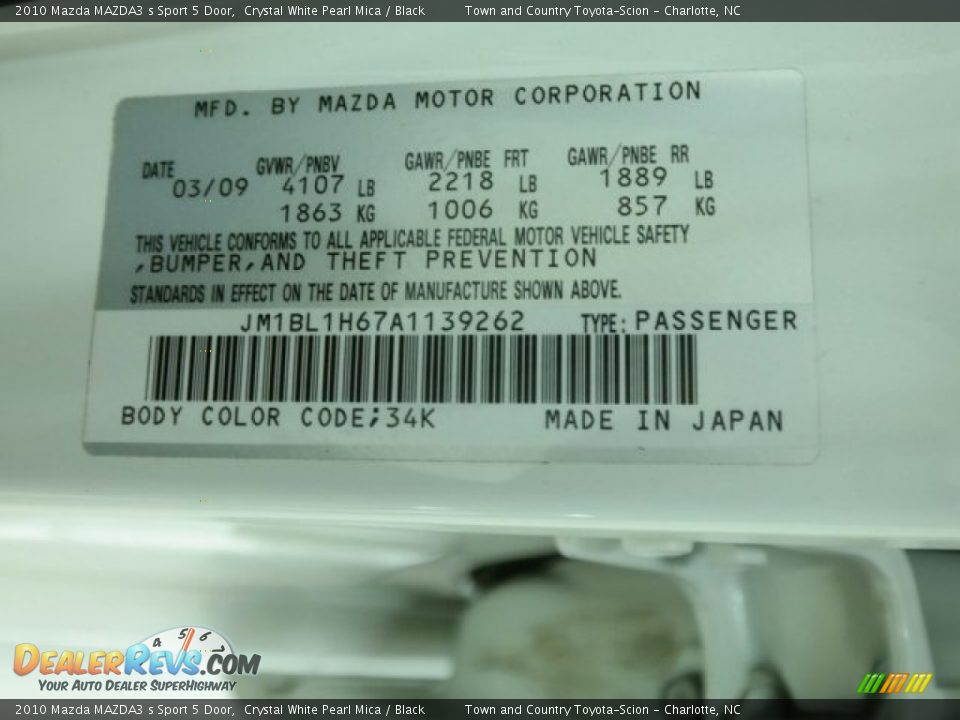 2010 Mazda MAZDA3 s Sport 5 Door, Crystal White Pearl Mica / Black Town and Country Toyota-Scion - Charlotte, NC
MFD. BY MAZDA MOTOR CORPORATION
DATE GVWR/PNBV GAWR/PNBE FRT GAWR/PNBE RR
03/09 4107 LB 2218 LB 1889 LB
1863 KG 1006 KG 857 KG
THIS VEHICLE CONFORMS TO ALL APPLICABLE FEDERAL MOTOR VEHICLE SAFETY
,BUMPER,AND THEFT PREVENTION
STANDARDS IN EFFECT ON THE DATE OF MANUFACTURE SHOWN ABOVE.
JM1BL1H67A1139262 TYPE: PASSENGER
BODY COLOR CODE;34K MADE IN JAPAN
4 5 6
DEALERREVS.COM
YOUR AUTO DEALER SUPERHIGHWAY
2010 Mazda MAZDA3 s Sport 5 Door, Crystal White Pearl Mica / Black Town and Country Toyota-Scion - Charlotte, NC